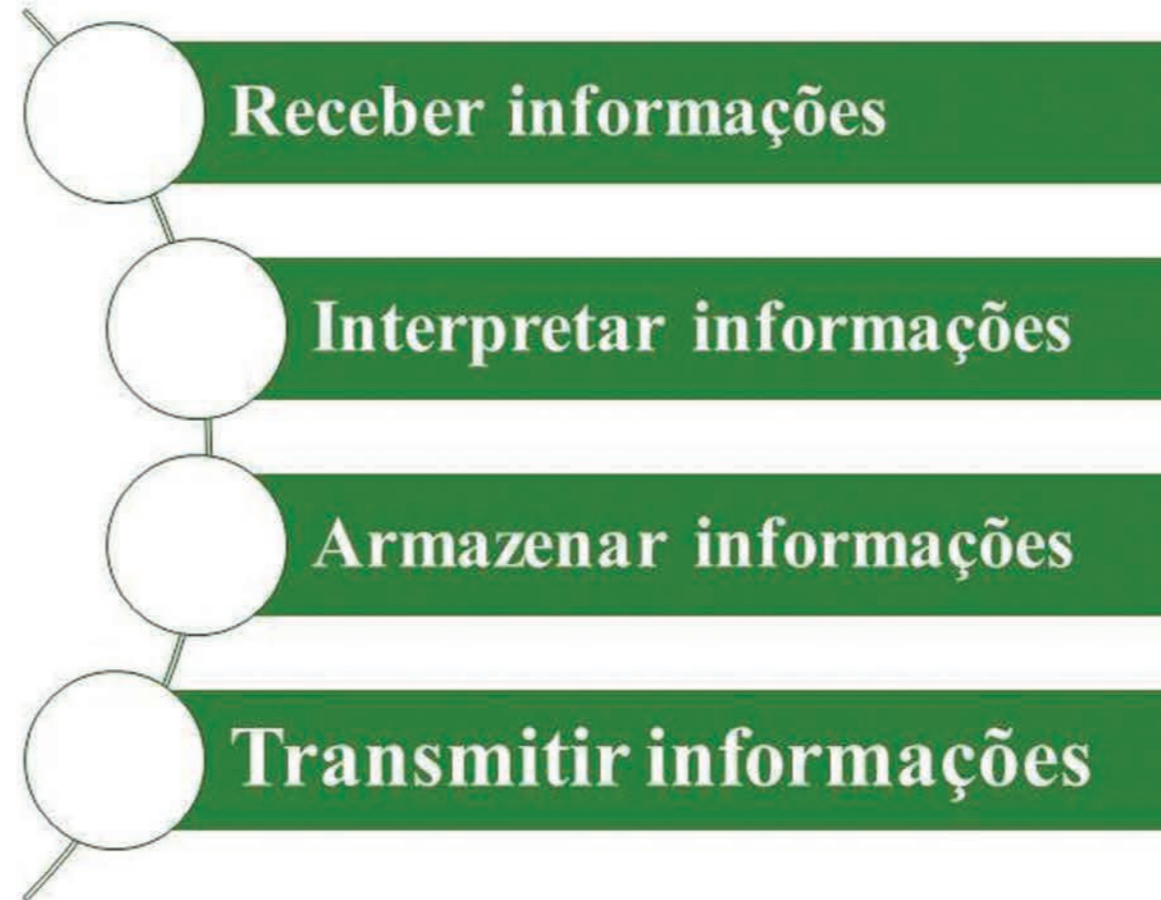 Receber informações
Interpretar informações
Armazenar informações
Transmitir informações